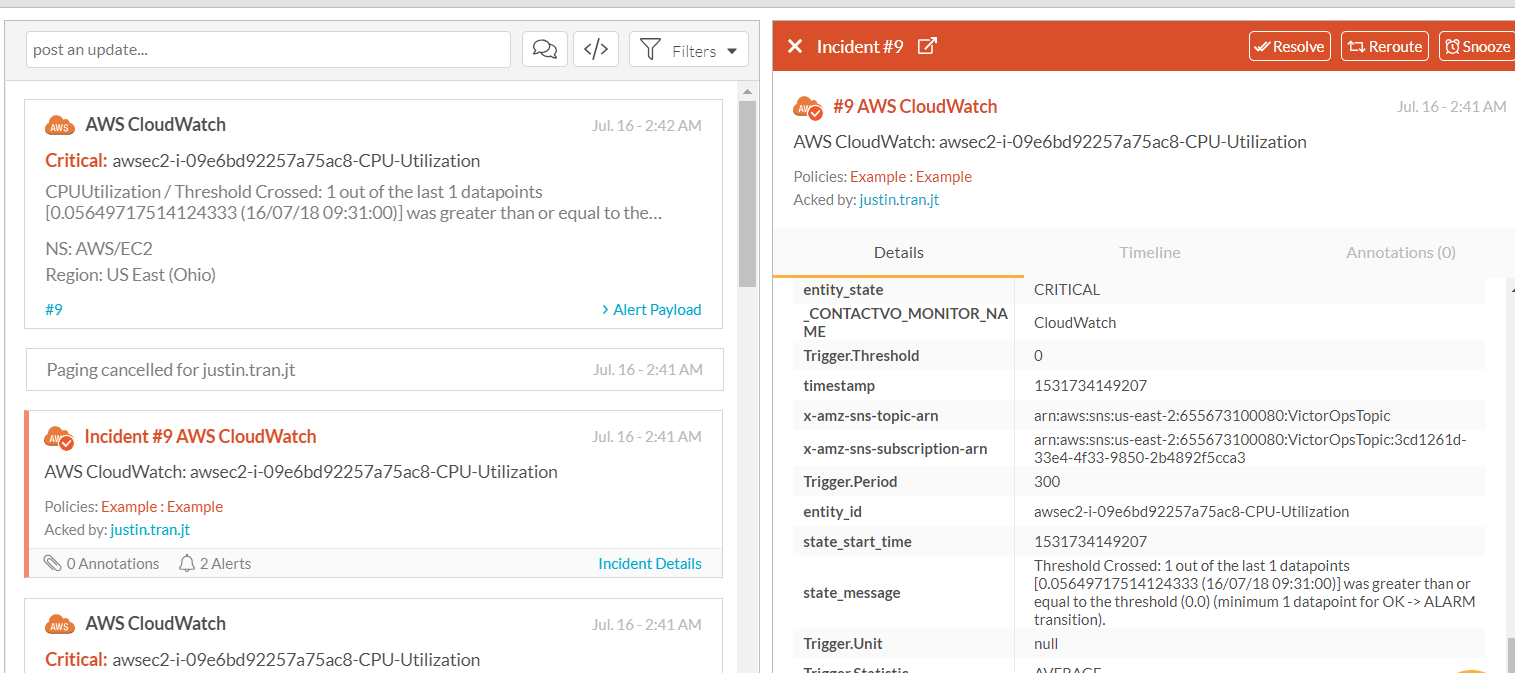 post an update...
Filters
AWS CloudWatch
Jul. 16 - 2:42 AM
Critical: awsec2-i-09e6bd92257a75ac8-CPU-Utilization
CPUUtilization / Threshold Crossed: 1 out of the last 1 datapoints
[0.05649717514124333 (16/07/18 09:31:00)] was greater than or equal to the…
NS: AWS/EC2
Region: US East (Ohio)
#9
> Alert Payload
Paging cancelled for justin.tran.jt
Jul. 16 - 2:41 AM
Incident #9 AWS CloudWatch
Jul. 16 - 2:41 AM
AWS CloudWatch: awsec2-i-09e6bd92257a75ac8-CPU-Utilization
Policies: Example : Example
Acked by: justin.tran.jt
0 Annotations
2 Alerts
Incident Details
AWS CloudWatch
Jul. 16 - 2:41 AM
Critical: awsec2-i-09e6bd92257a75ac8-CPU-Utilization
Incident #9
Resolve
Reroute
Snooze
#9 AWS CloudWatch
Jul. 16 - 2:41 AM
AWS CloudWatch: awsec2-i-09e6bd92257a75ac8-CPU-Utilization
Policies: Example : Example
Acked by: justin.tran.jt
Details
Timeline
Annotations (0)
entity_state
CRITICAL
_CONTACTVO_MONITOR_NA
ME
CloudWatch
Trigger.Threshold
0
timestamp
1531734149207
x-amz-sns-topic-arn
arn:aws:sns:us-east-2:655673100080:VictorOpsTopic
x-amz-sns-subscription-arn
arn:aws:sns:us-east-2:655673100080:VictorOpsTopic:3cd1261d-
33e4-4f33-9850-2b4892f5cca3
Trigger.Period
300
entity_id
awsec2-i-09e6bd92257a75ac8-CPU-Utilization
state_start_time
1531734149207
state_message
Threshold Crossed: 1 out of the last 1 datapoints
[0.05649717514124333 (16/07/18 09:31:00)] was greater than or
equal to the threshold (0.0) (minimum 1 datapoint for OK -> ALARM
transition).
Trigger.Unit
null
Trigger.Statistic
AVERAGE